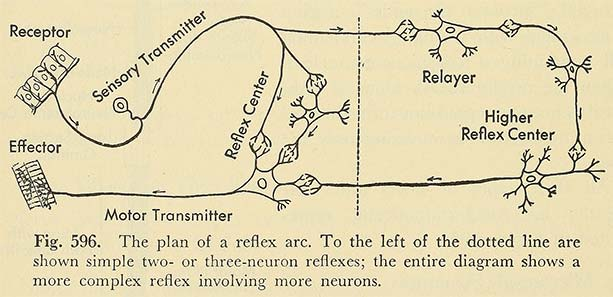 Receptor
Sensory Transmitter
Relayer
Reflex Center
Higher
Reflex Center
Effector
Motor Transmitter
Fig. 596. The plan of a reflex arc. To the left of the dotted line are
shown simple two- or three-neuron reflexes; the entire diagram shows a
more complex reflex involving more neurons.